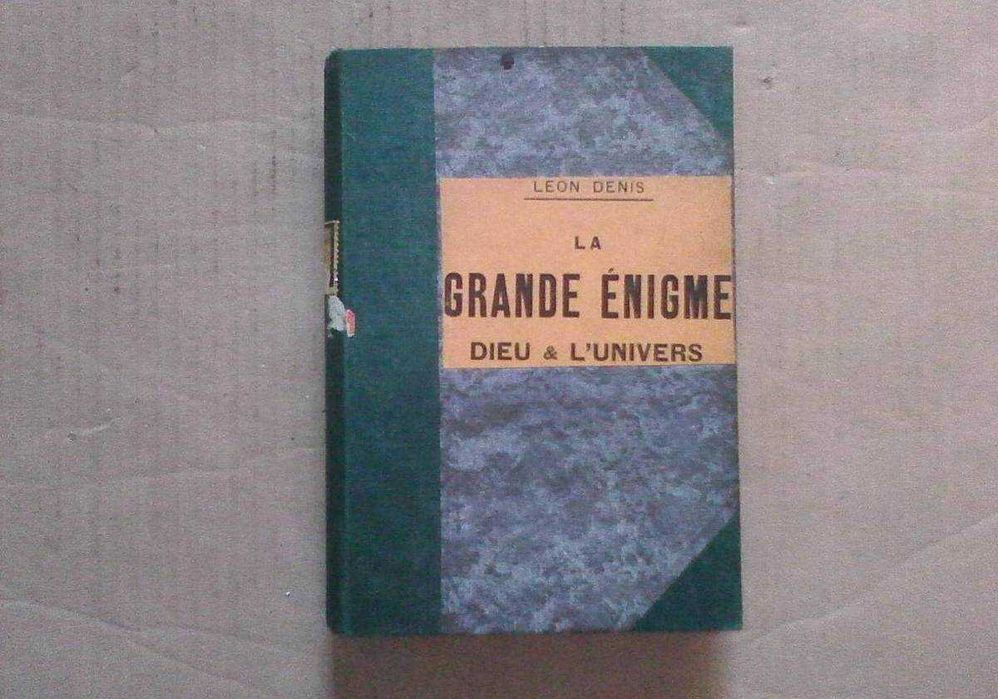 LEON DENIS
LA
GRANDE ÉNIGME
DIEU & L'UNIVERS